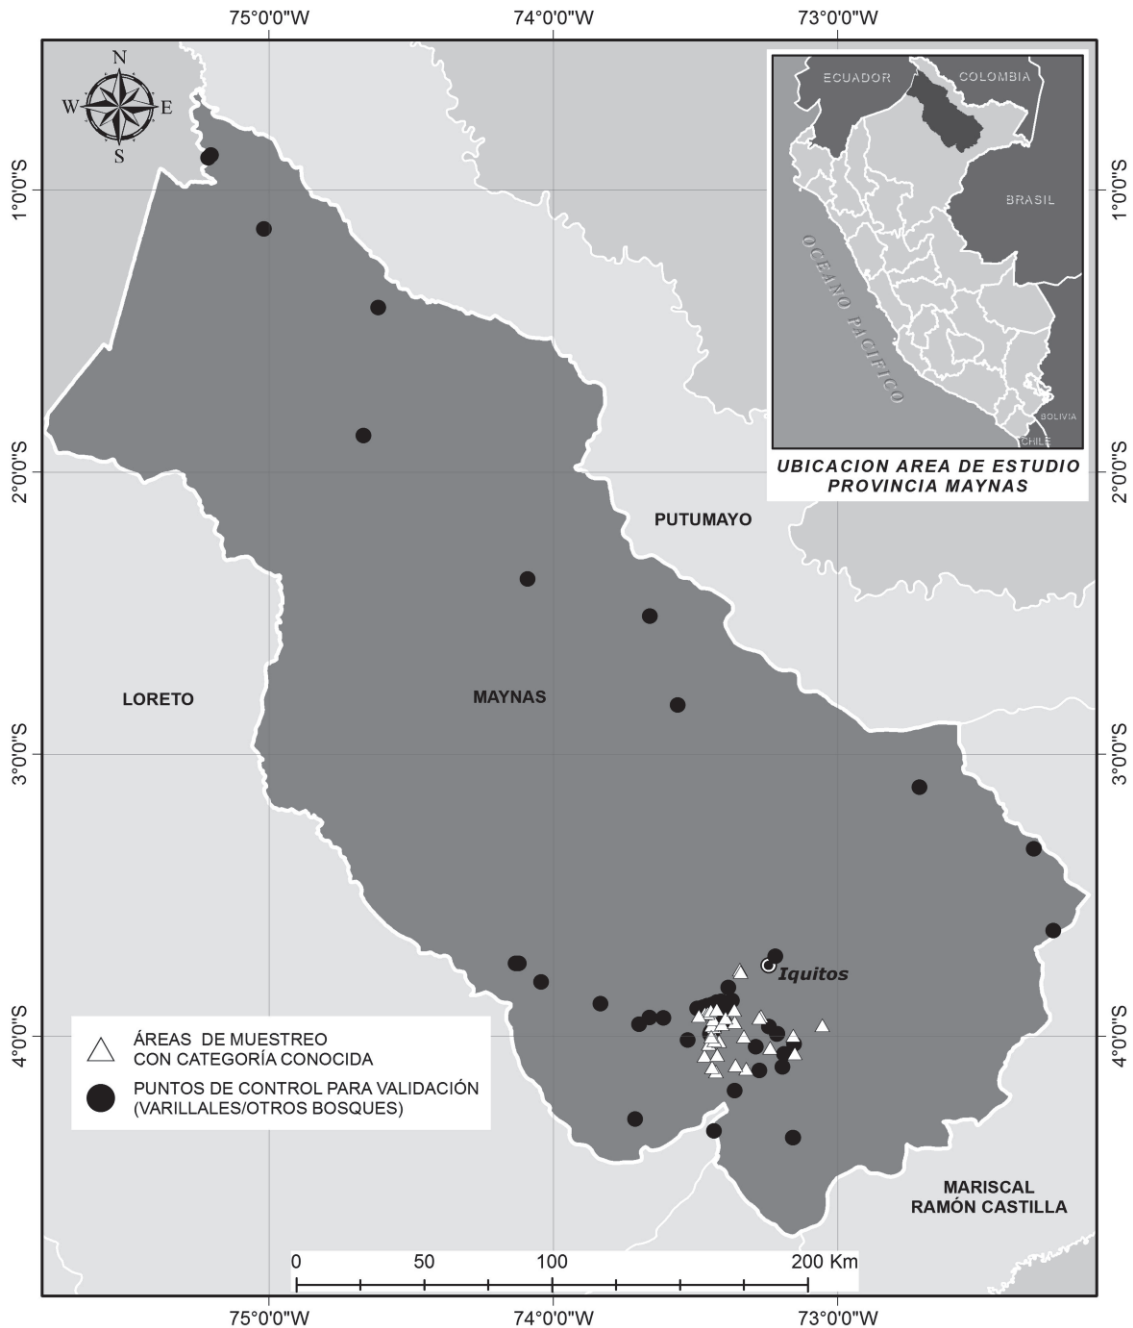 75°0'0"W
74°0'0"W
73°0'0"W
N
W
E
S
ECUADOR
COLOMBIA
BRASIL
OCEANO PACIFICO
BOLIVIA
CHILE
UBICACION AREA DE ESTUDIO
PROVINCIA MAYNAS
1°0'0"S
1°0'0"S
2°0'0"S
2°0'0"S
PUTUMAYO
LORETO
MAYNAS
3°0'0"S
3°0'0"S
Iquitos
4°0'0"S
4°0'0"S
ÁREAS DE MUESTREO
CON CATEGORÍA CONOCIDA
PUNTOS DE CONTROL PARA VALIDACIÓN
(VARILLALES/OTROS BOSQUES)
MARISCAL
RAMÓN CASTILLA
0 50 100 200 Km
75°0'0"W
74°0'0"W
73°0'0"W